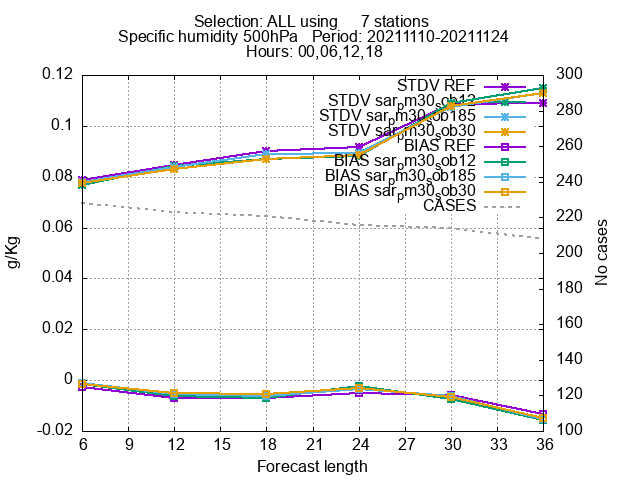 Selection: ALL using 7 stations
Specific humidity 500hPa Period: 20211110-20211124
Hours: 00,06,12,18
0.12
0.1
0.08
0.06
0.04
0.02
0
-0.02
g/Kg
300
280
260
240
220
200
180
160
140
120
100
No cases
STDV REF
STDV sar_pm30_sob12
STDV sar_pm30_sob185
STDV sar_pm30_sob30
BIAS REF
BIAS sar_pm30_sob12
BIAS sar_pm30_sob185
BIAS sar_pm30_sob30
CASES
6 9 12 15 18 21 24 27 30 33 36
Forecast length